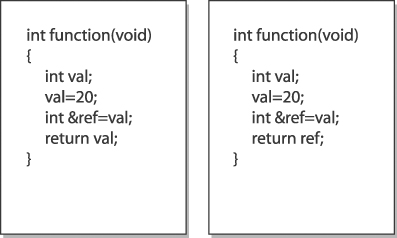 int function(void)
{
int val;
val=20;
int &ref=val;
return val;
}
int function(void)
{
int val;
val=20;
int &ref=val;
return ref;
}